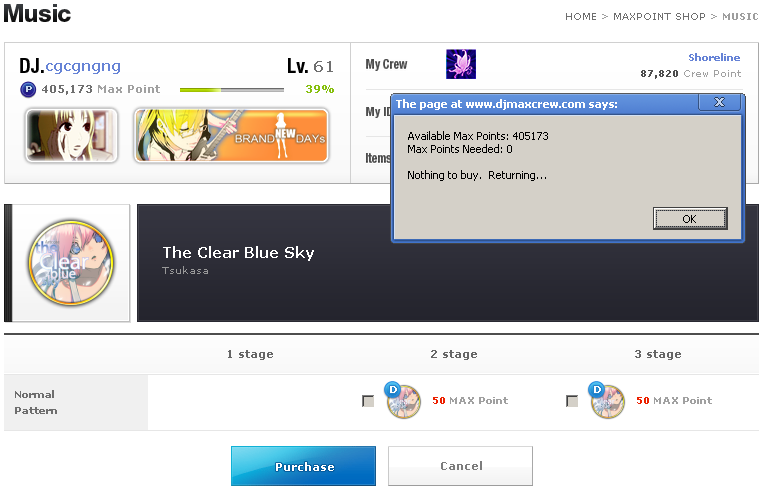 Music
HOME > MAXPOINT SHOP > MUSIC
DJ.cgcgngng
Lv. 61
P 405,173 Max Point
39%
BRAND NEW DAYs
My Crew
Shoreline
87,820 Crew Point
My ID
Items
The page at www.djmaxcrew.com says:
X
Available Max Points: 405173
Max Points Needed: 0
Nothing to buy. Returning...
OK
the
Clear
blue
The Clear Blue Sky
Tsukasa
1 stage
2 stage
3 stage
Normal
Pattern
D
50 MAX Point
D
50 MAX Point
Purchase
Cancel